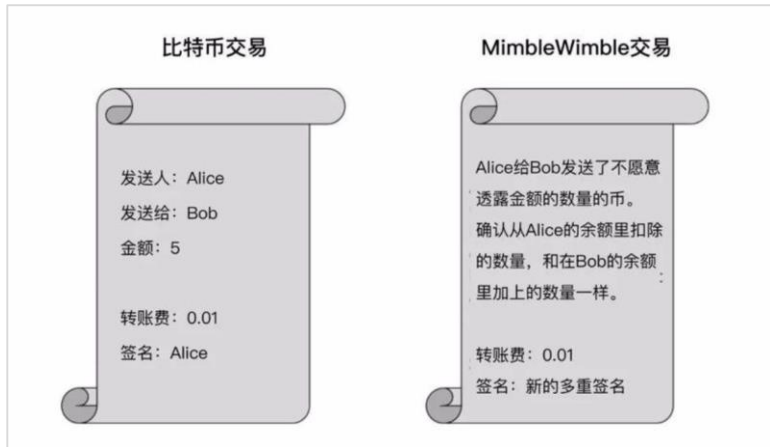 比特币交易
发送人：Alice
发送给：Bob
金额：5
转账费：0.01
签名：Alice
MimbleWimble交易
Alice给Bob发送了不愿意
透露金额的数量的币。
确认从Alice的余额里扣除
的数量，和在Bob的余额
里加上的数量一样。
转账费：0.01
签名：新的多重签名